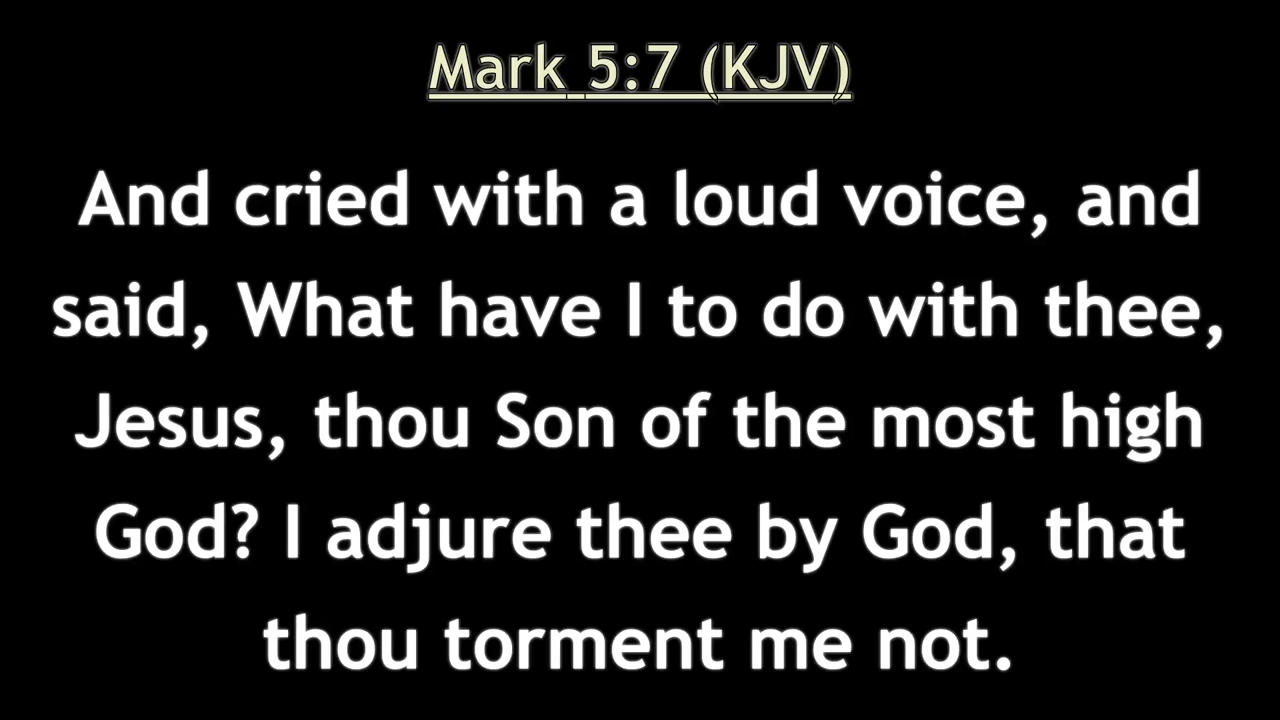 Mark 5:7 (KJV)
And cried with a loud voice, and
said, What have I to do with thee,
Jesus, thou Son of the most high
God? I adjure thee by God, that
thou torment me not.